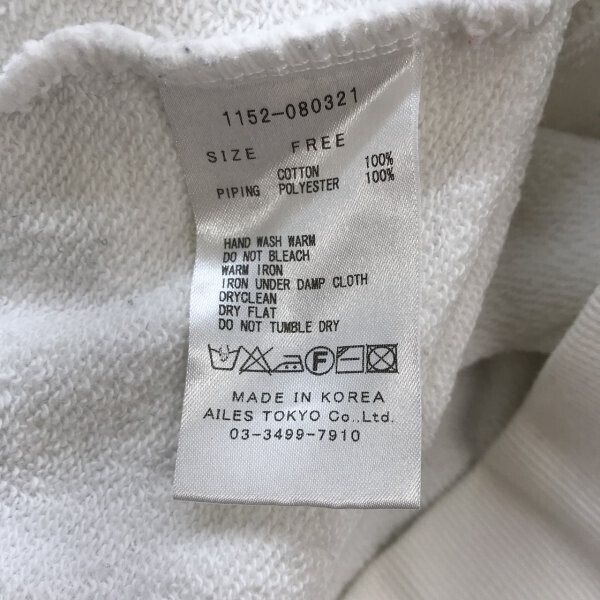 1152-080321
SIZE FREE
COTTON 100%
PIPING POLYESTER 100%
HAND WASH WARM
DO NOT BLEACH
WARM IRON
IRON UNDER DAMP CLOTH
DRYCLEAN
DRY FLAT
DO NOT TUMBLE DRY
F
MADE IN KOREA
AILES TOKYO Co.,Ltd.
03-3499-7910